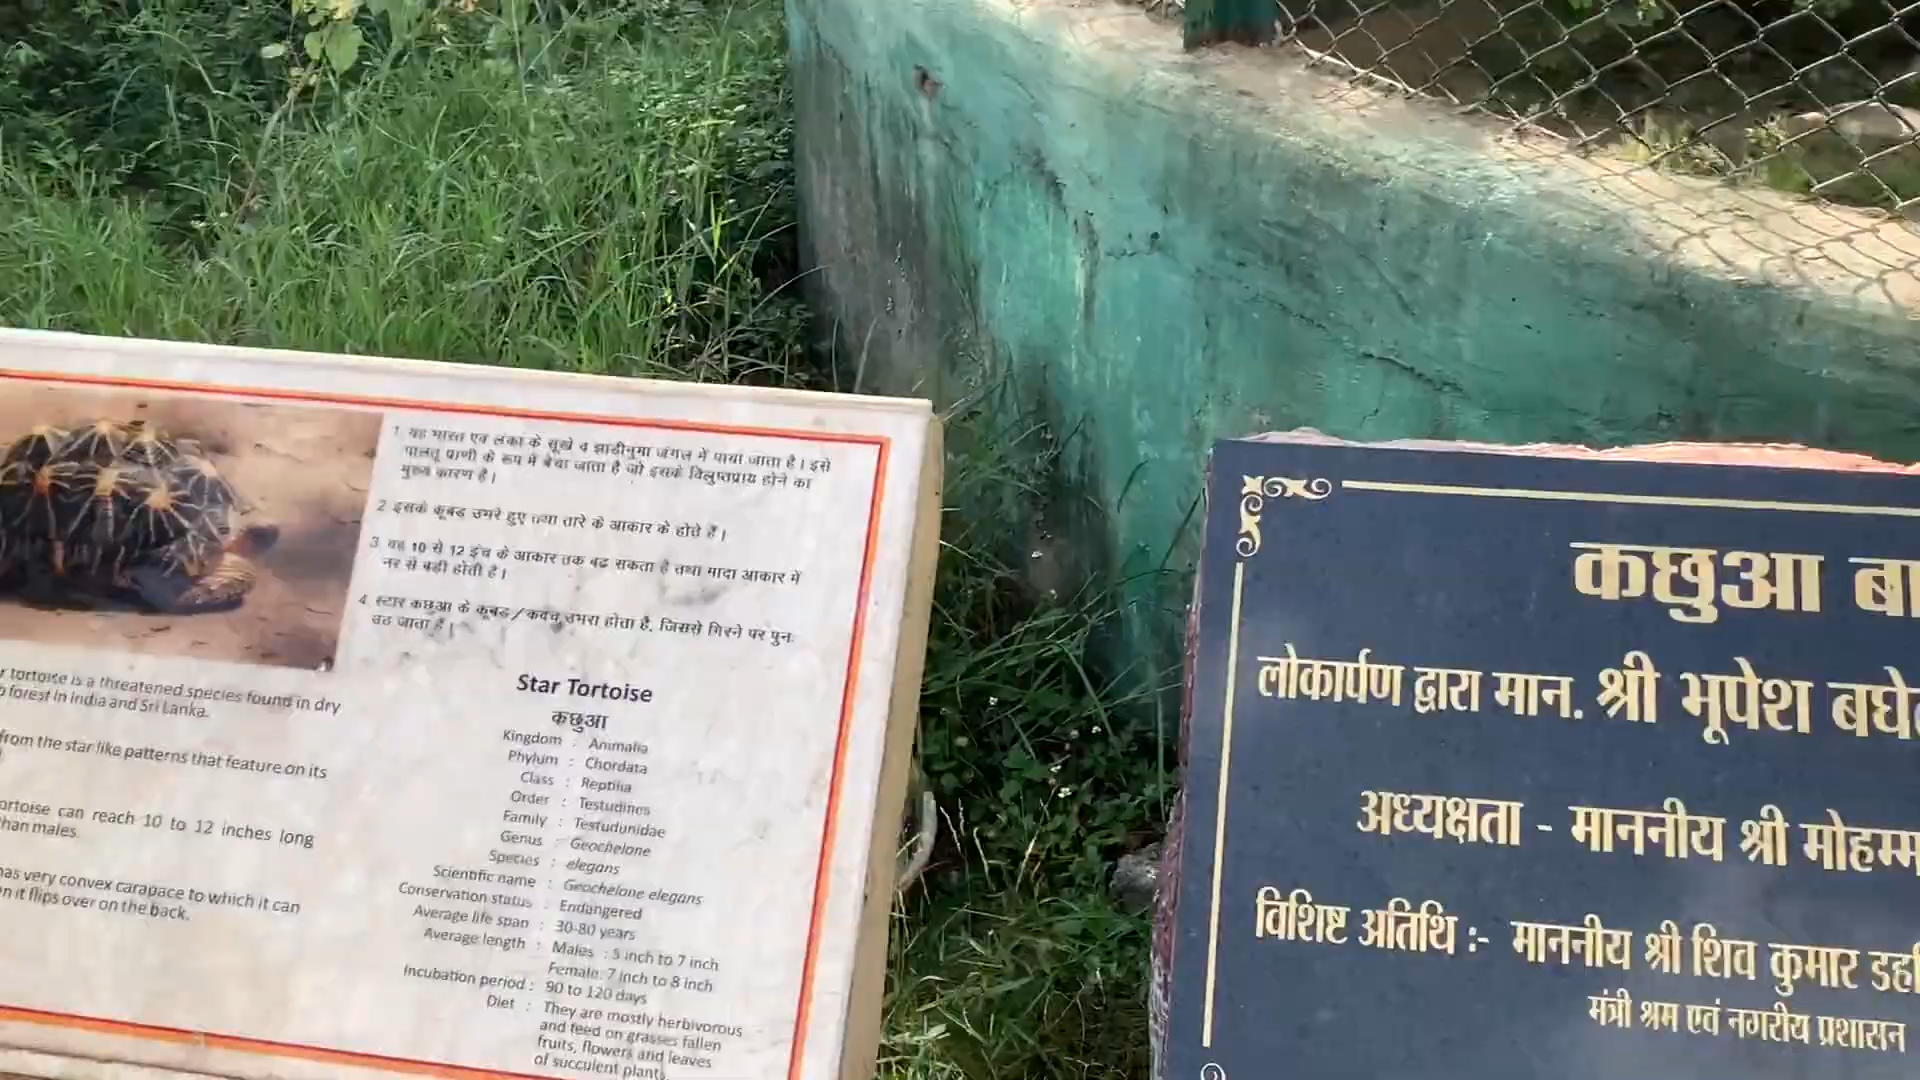 1. यह भारत एवं लंका के सूखे व झाडीनुमा जंगल में पाया जाता है। इसे
पालतू प्राणी के रूप में बेचा जाता है जो इसके विलुप्तप्राय होने का
मुख्य कारण है।
2 इसके कूबड उभरे हुए तथा तारे के आकार के होते हैं।
3. वह 10 से 12 इंच के आकार तक बढ सकता है तथा मादा आकार में
नर से बडी होती है।
4. स्टार कछुआ के कूबड/कवच उभरा होता है, जिससे गिरने पर पुनः
उठ जाता है।
tortoise is a threatened species found in dry
forest in India and Sri Lanka.
from the star like patterns that feature on its
tortoise can reach 10 to 12 inches long
than males.
has very convex carapace to which it can
it flips over on the back.
Star Tortoise
कछुआ
Kingdom : Animalia
Phylum : Chordata
Class : Reptilia
Order : Testudines
Family : Testudunidae
Genus : Geochelone
Species : elegans
Scientific name : Geochelone elegans
Conservation status : Endangered
Average life span : 30-80 years
Average length : Males : 5 inch to 7 inch
Female: 7 inch to 8 inch
Incubation period : 90 to 120 days
Diet : They are mostly herbivorous
and feed on grasses fallen
fruits, flowers and leaves
of succulent plants.
कछुआ बा
लोकार्पण द्वारा मान. श्री भूपेश बघे
अध्यक्षता - माननीय श्री मोहम्म
विशिष्ट अतिथि :- माननीय श्री शिव कुमार डह
मंत्री श्रम एवं नगरीय प्रशासन